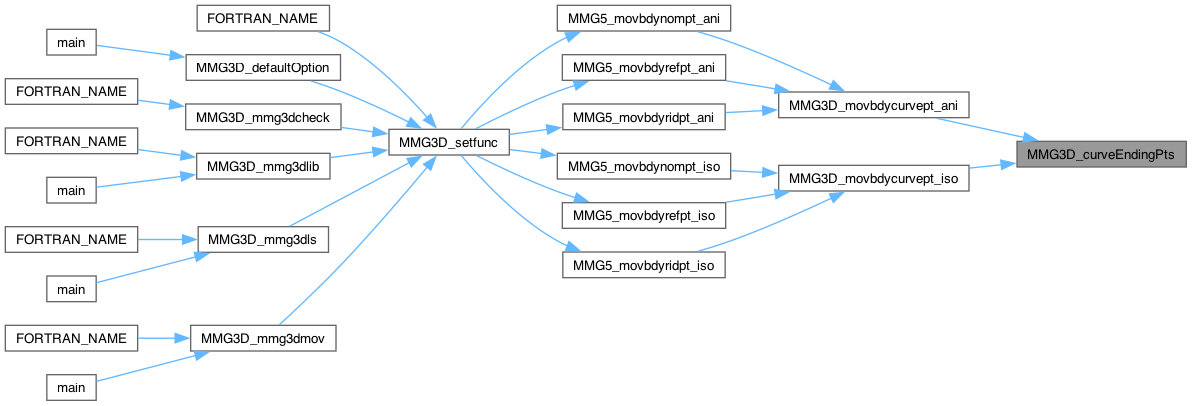 FORTRAN_NAME
MMG5_movbdynompt_ani
main
MMG3D_defaultOption
MMG5_movbdyrefpt_ani
FORTRAN_NAME
MMG3D_movbdycurvept_ani
MMG3D_mmg3dcheck
MMG5_movbdyridpt_ani
FORTRAN_NAME
MMG3D_setfunc
MMG3D_curveEndingPts
MMG3D_mmg3dlib
MMG5_movbdynompt_iso
main
MMG3D_movbdycurvept_iso
MMG5_movbdyrefpt_iso
FORTRAN_NAME
MMG3D_mmg3dls
MMG5_movbdyridpt_iso
main
FORTRAN_NAME
MMG3D_mmg3dmov
main